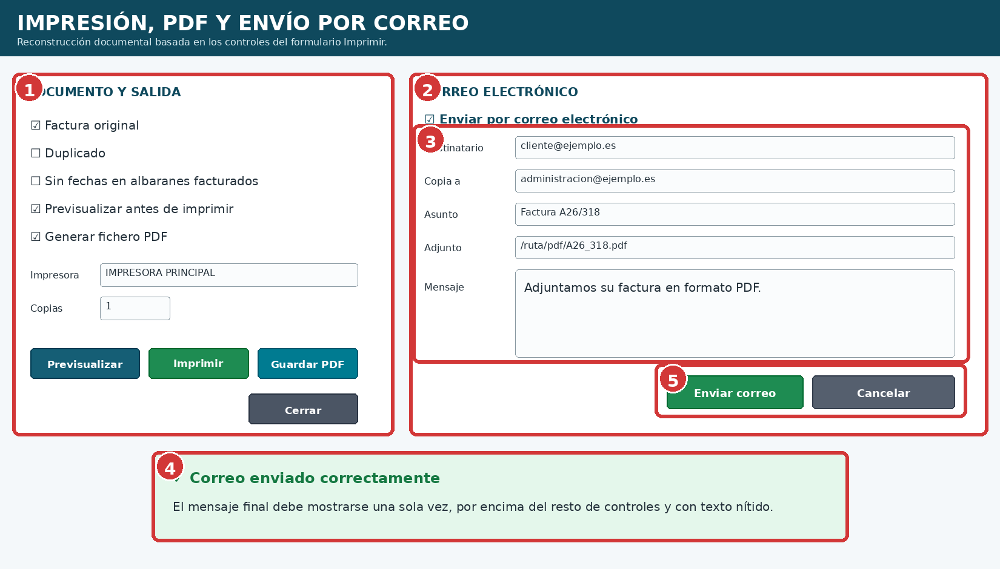 IMPRESIÓN, PDF Y ENVÍO POR CORREO
Reconstrucción documental basada en los controles del formulario Imprimir.
1
CUMENTO Y SALIDA
☑ Factura original
☐ Duplicado
☐ Sin fechas en albaranes facturados
☑ Previsualizar antes de imprimir
☑ Generar fichero PDF
Impresora IMPRESORA PRINCIPAL
Copias 1
Previsualizar Imprimir Guardar PDF
Cerrar
2
RREO ELECTRÓNICO
☑ Enviar por correo electrónico
3
tinatario cliente@ejemplo.es
Copia a administracion@ejemplo.es
Asunto Factura A26/318
Adjunto /ruta/pdf/A26_318.pdf
Mensaje Adjuntamos su factura en formato PDF.
5
Enviar correo Cancelar
4
Correo enviado correctamente
El mensaje final debe mostrarse una sola vez, por encima del resto de controles y con texto nítido.